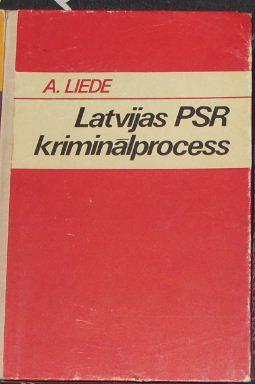 A. LIEDE
Latvijas PSR
kriminālprocess